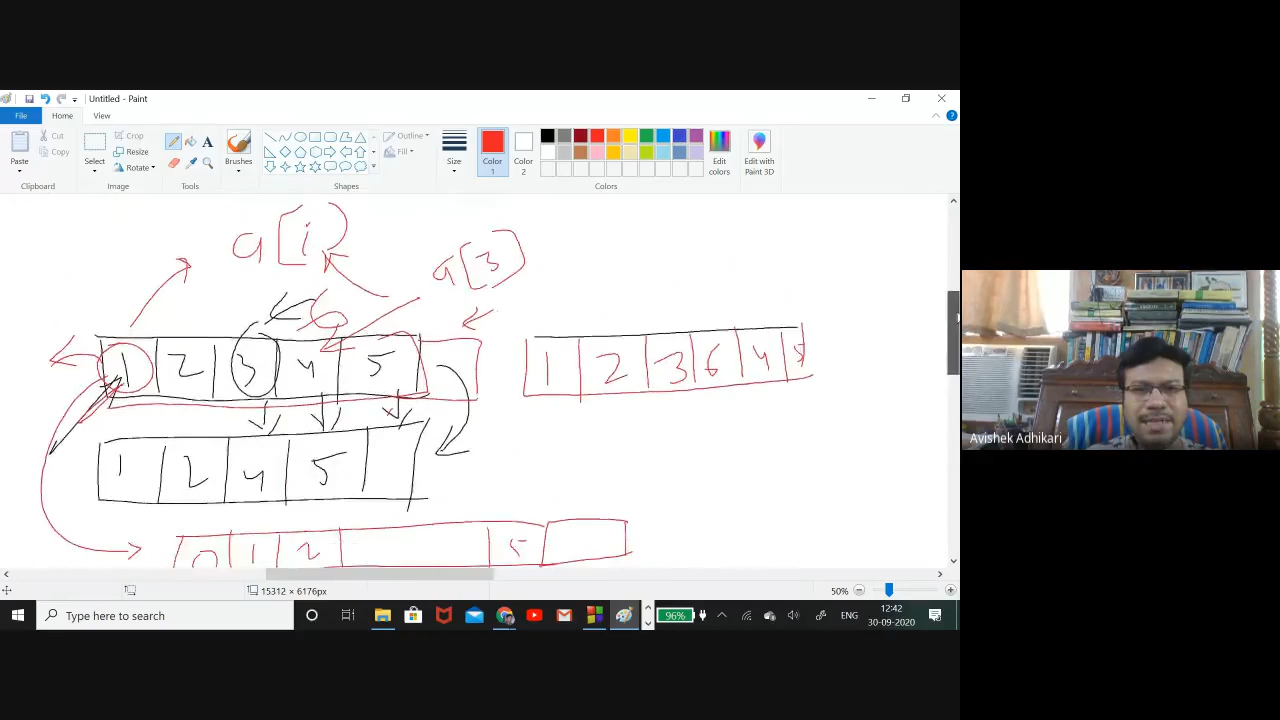 Untitled - Paint
File Home View
Cut
Copy
Paste
Clipboard
Crop
Resize
Rotate
Select
Image
Tools
Brushes
Outline
Fill
Shapes
Size
Color 1
Color 2
Edit colors
Edit with Paint 3D
Colors
a[i]
a[3]
6
1 2 3 4 5
1 2 3 6 4 5
1 2 4 5
0 1 2 5
Avishek Adhikari
15312 × 6176px
50%
Type here to search
96%
ENG
12:42
30-09-2020